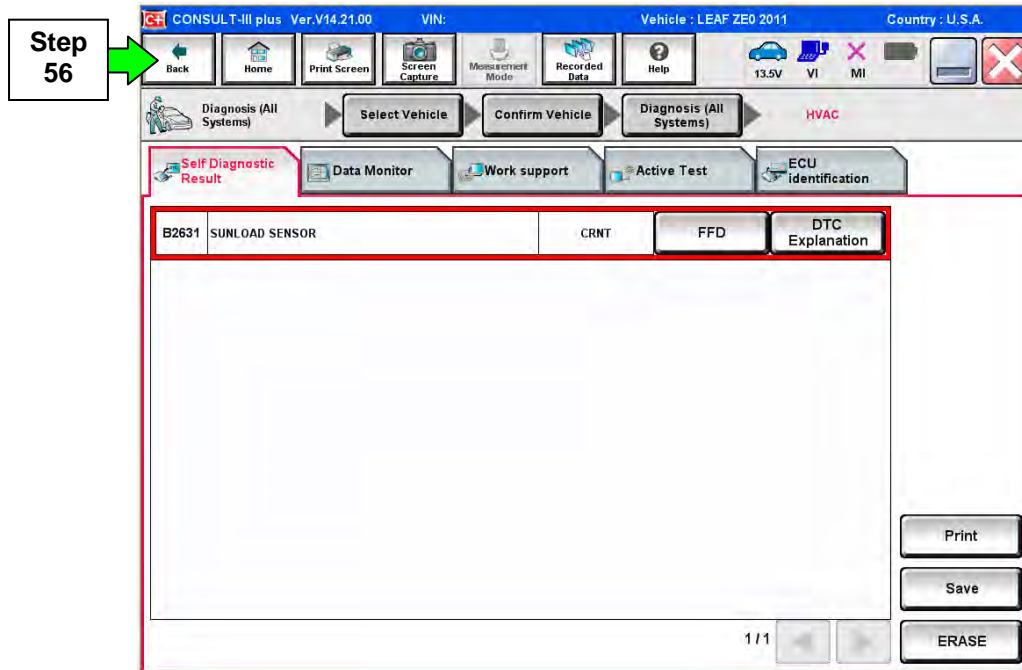 Step
56
C+ CONSULT-III plus Ver.V14.21.00 VIN: Vehicle : LEAF ZE0 2011 Country : U.S.A.
Back
Home
Print Screen
Screen
Capture
Measurement
Mode
Recorded
Data
Help
13.5V
VI
MI
Diagnosis (All
Systems)
Select Vehicle
Confirm Vehicle
Diagnosis (All
Systems)
HVAC
Self Diagnostic
Result
Data Monitor
Work support
Active Test
ECU
identification
B2631 SUNLOAD SENSOR CRNT FFD
DTC
Explanation
Print
Save
1/1
ERASE